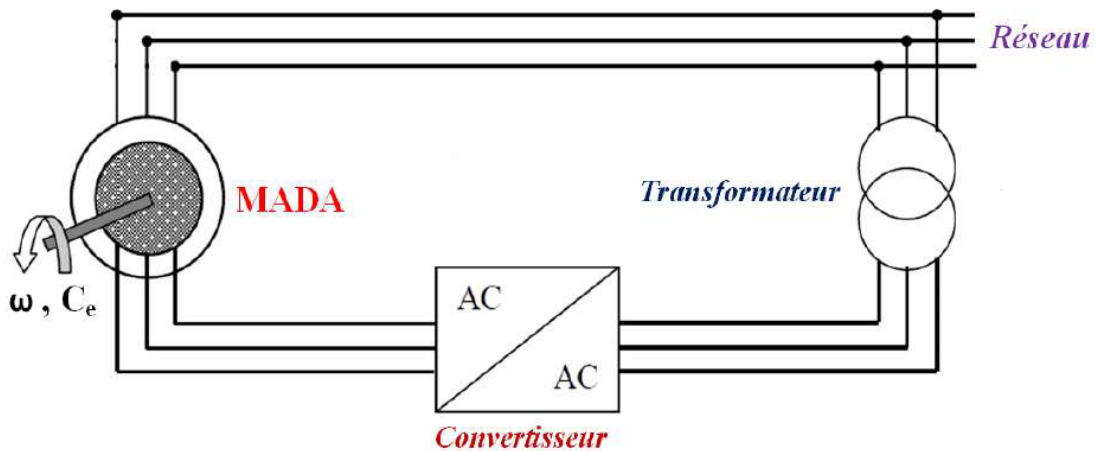 Réseau
MADA
Transformateur
ω , Ce
AC
AC
Convertisseur